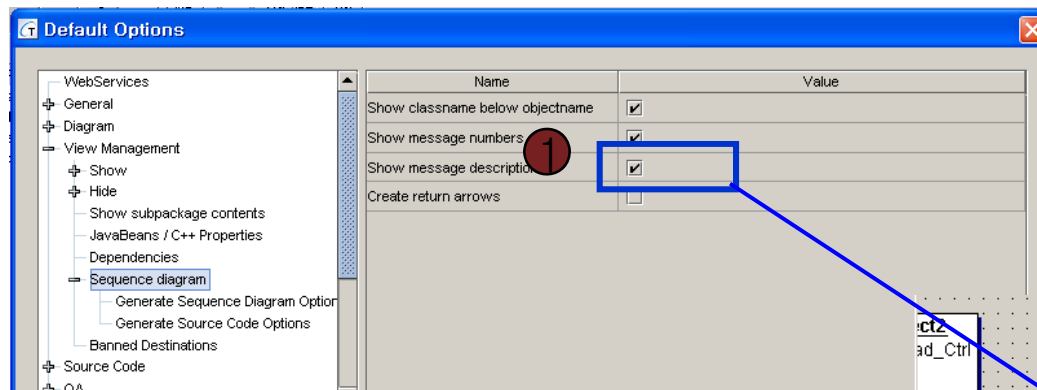 Default Options
WebServices
General
Diagram
View Management
Show
Hide
Show subpackage contents
JavaBeans / C++ Properties
Dependencies
Sequence diagram
Generate Sequence Diagram Option
Generate Source Code Options
Banned Destinations
Source Code
Name Value
Show classname below objectname
Show message numbers
1
Show message description
Create return arrows
ect2
ad_Ctrl